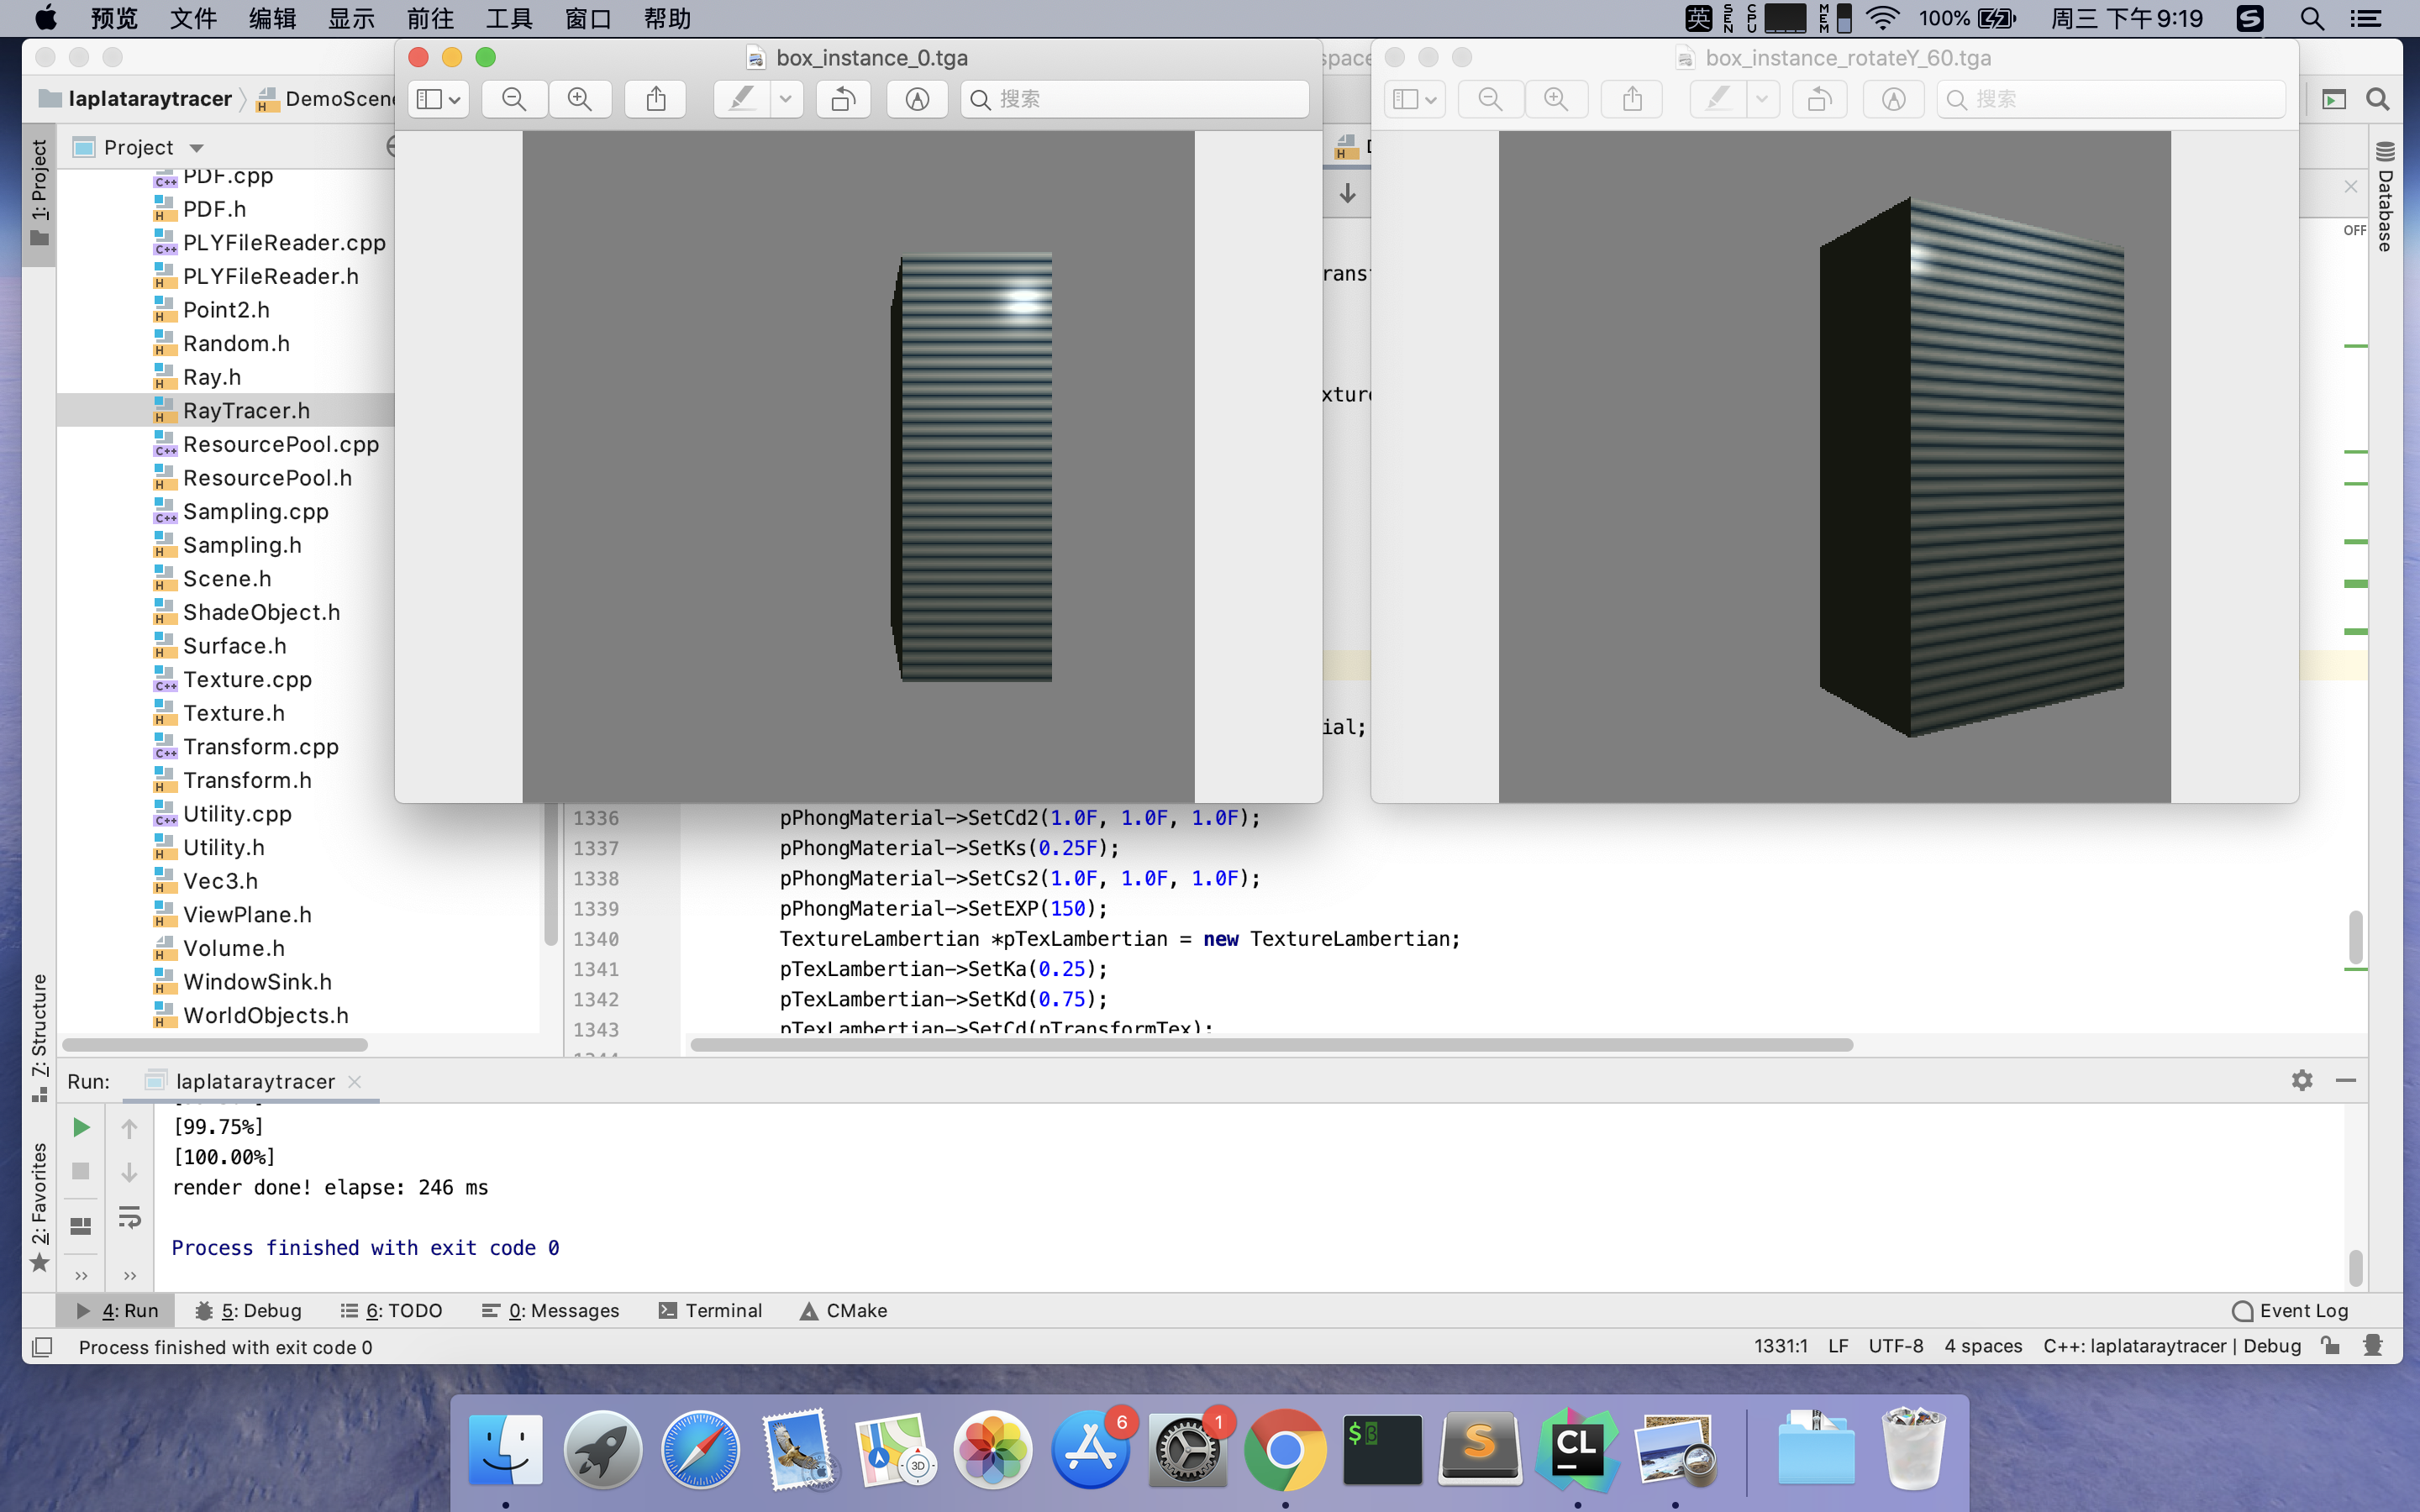 预览 文件 编辑 显示 前往 工具 窗口 帮助 英 SEN CPU MEM 100% 周三 下午9:19
box_instance_0.tga
搜索
box_instance_rotateY_60.tga
搜索
laplataraytracer
DemoScene
Project
1: Project
PDF.cpp
PDF.h
PLYFileReader.cpp
PLYFileReader.h
Point2.h
Random.h
Ray.h
RayTracer.h
ResourcePool.cpp
ResourcePool.h
Sampling.cpp
Sampling.h
Scene.h
ShadeObject.h
Surface.h
Texture.cpp
Texture.h
Transform.cpp
Transform.h
Utility.cpp
Utility.h
Vec3.h
ViewPlane.h
Volume.h
WindowSink.h
WorldObjects.h
7: Structure
2: Favorites
Database
OFF
ial;
1336 pPhongMaterial->SetCd2(1.0F, 1.0F, 1.0F);
1337 pPhongMaterial->SetKs(0.25F);
1338 pPhongMaterial->SetCs2(1.0F, 1.0F, 1.0F);
1339 pPhongMaterial->SetEXP(150);
1340 TextureLambertian *pTexLambertian = new TextureLambertian;
1341 pTexLambertian->SetKa(0.25);
1342 pTexLambertian->SetKd(0.75);
1343 pTexLambertian->SetCd(pTransformTex);
Run: laplataraytracer
[99.75%]
[100.00%]
render done! elapse: 246 ms
Process finished with exit code 0
4: Run 5: Debug 6: TODO 0: Messages Terminal CMake Event Log
Process finished with exit code 0 1331:1 LF UTF-8 4 spaces C++: laplataraytracer | Debug
6
1
3D
$
S
CL